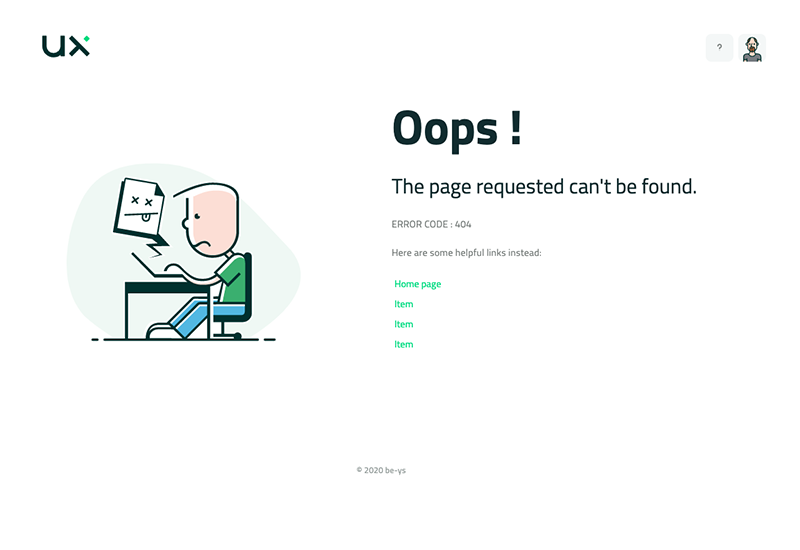 ux
?
Oops !
The page requested can't be found.
ERROR CODE : 404
Here are some helpful links instead:
Home page
Item
Item
Item
© 2020 be-ys